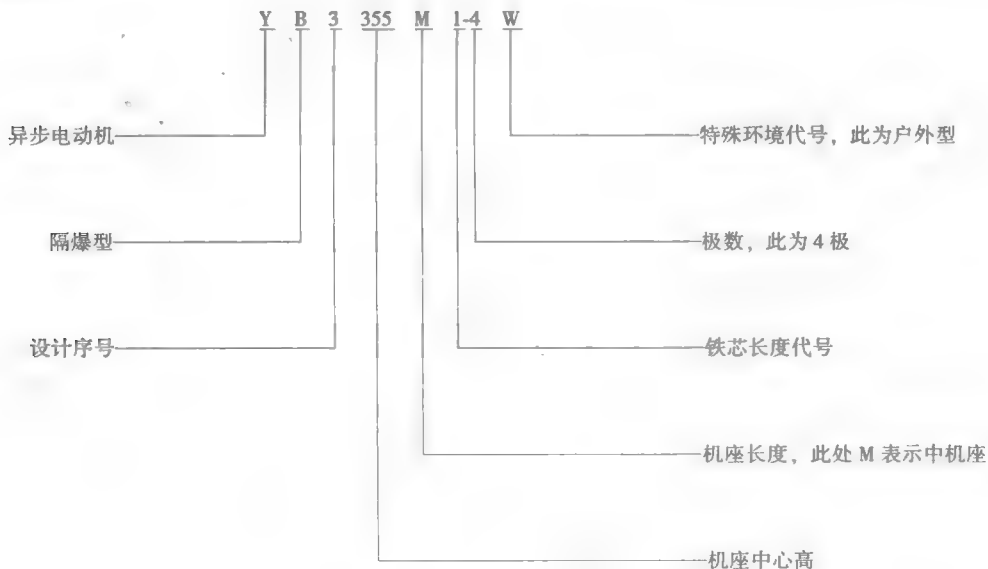 Y B 3 355 M 1-4 W
异步电动机
特殊环境代号，此为户外型
隔爆型
极数，此为4极
设计序号
铁芯长度代号
机座长度，此处 M 表示中机座
机座中心高